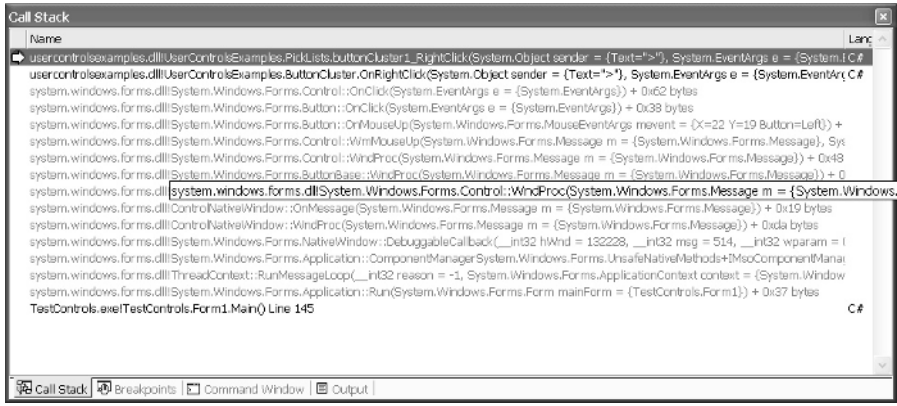 Call Stack
Name Lang
usercontrolsexamples.dll!UserControlsExamples.PickLists.buttonCluster1_RightClick(System.Object sender = {Text=">"}, System.EventArgs e = {System.E C#
usercontrolsexamples.dll!UserControlsExamples.ButtonCluster.OnRightClick(System.Object sender = {Text=">"}, System.EventArgs e = {System.EventArg C#
system.windows.forms.dll!System.Windows.Forms.Control::OnClick(System.EventArgs e = {System.EventArgs}) + 0x62 bytes
system.windows.forms.dll!System.Windows.Forms.Button::OnClick(System.EventArgs e = {System.EventArgs}) + 0x38 bytes
system.windows.forms.dll!System.Windows.Forms.Button::OnMouseUp(System.Windows.Forms.MouseEventArgs mevent = {X=22 Y=19 Button=Left}) +
system.windows.forms.dll!System.Windows.Forms.Control::WmMouseUp(System.Windows.Forms.Message m = {System.Windows.Forms.Message}, Sys
system.windows.forms.dll!System.Windows.Forms.Control::WndProc(System.Windows.Forms.Message m = {System.Windows.Forms.Message}) + 0x48
system.windows.forms.dll!System.Windows.Forms.ButtonBase::WndProc(System.Windows.Forms.Message m = {System.Windows.Forms.Message}) + 0
system.windows.forms.dll system.windows.forms.dll!System.Windows.Forms.Control::WndProc(System.Windows.Forms.Message m = {System.Windows.
system.windows.forms.dll!ControlNativeWindow::OnMessage(System.Windows.Forms.Message m = {System.Windows.Forms.Message}) + 0x19 bytes
system.windows.forms.dll!ControlNativeWindow::WndProc(System.Windows.Forms.Message m = {System.Windows.Forms.Message}) + 0xda bytes
system.windows.forms.dll!System.Windows.Forms.NativeWindow::DebuggableCallback(__int32 hWnd = 132228, __int32 msg = 514, __int32 wparam = (
system.windows.forms.dll!System.Windows.Forms.Application::ComponentManagerSystem.Windows.Forms.UnsafeNativeMethods+IMsoComponentMana
system.windows.forms.dll!ThreadContext::RunMessageLoop(__int32 reason = -1, System.Windows.Forms.ApplicationContext context = {System.Window
system.windows.forms.dll!System.Windows.Forms.Application::Run(System.Windows.Forms.Form mainForm = {TestControls.Form1}) + 0x37 bytes
TestControls.exe!TestControls.Form1.Main() Line 145 C#
Call Stack Breakpoints Command Window Output